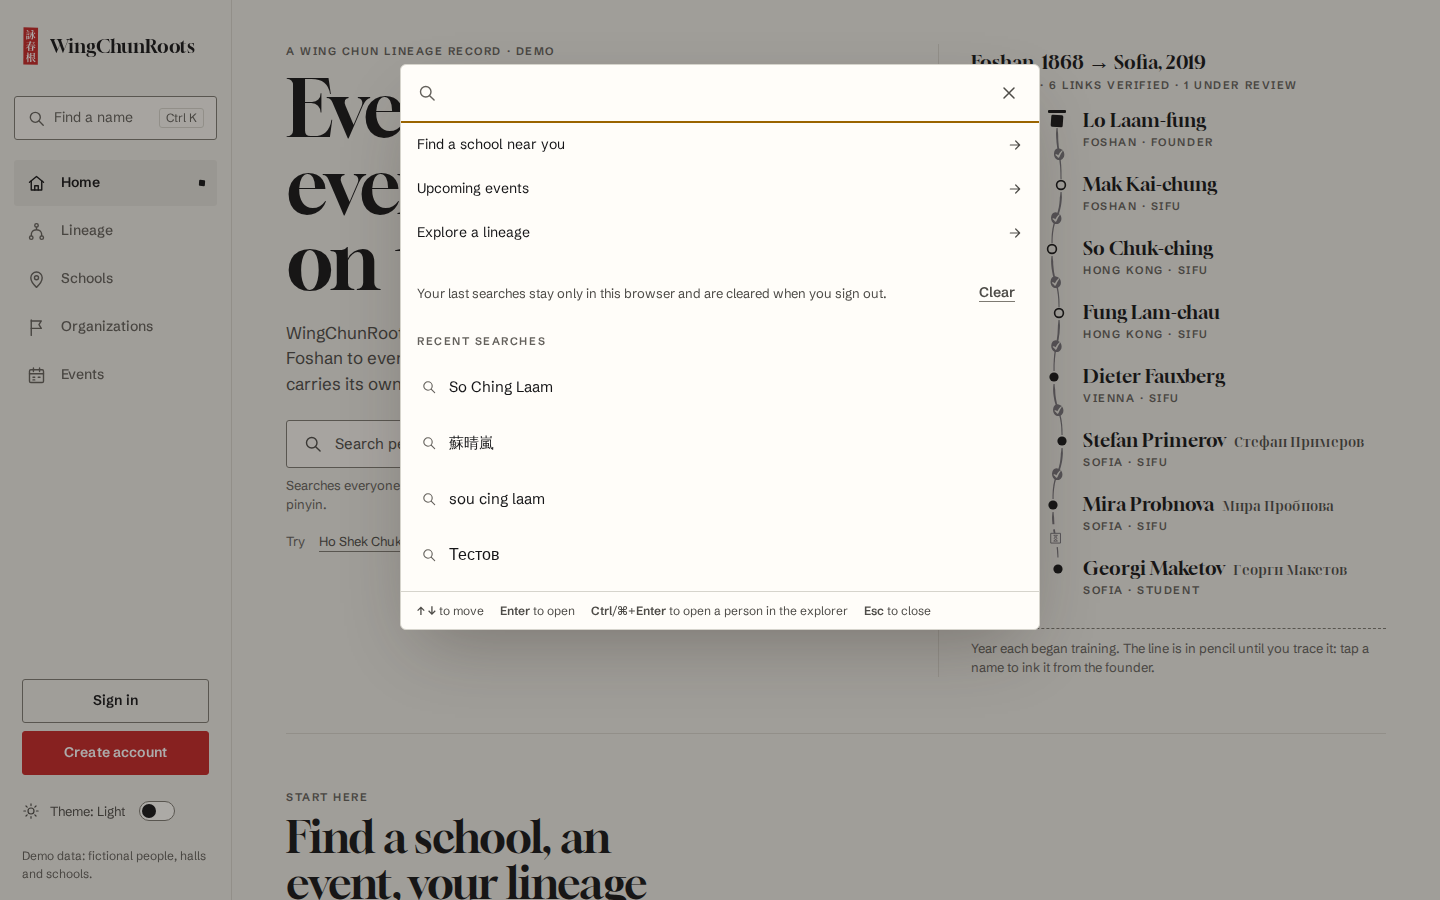 詠春根
WingChunRoots
Find a name
Ctrl K
Home
Lineage
Schools
Organizations
Events
Sign in
Create account
Theme: Light
Demo data: fictional people, halls
and schools.
A WING CHUN LINEAGE RECORD · DEMO
on
WingChunRoo
Foshan to ever
carries its own
Search pe
Searches everyone
pinyin.
Try Ho Shek Chuk
Find a school near you
Upcoming events
Explore a lineage
Your last searches stay only in this browser and are cleared when you sign out.
Clear
RECENT SEARCHES
So Ching Laam
蘇晴嵐
sou cing laam
Тестов
↑ ↓ to move Enter to open Ctrl/⌘+Enter to open a person in the explorer Esc to close
Foshan, 1868 → Sofia, 2019
· 6 LINKS VERIFIED · 1 UNDER REVIEW
Lo Laam-fung
FOSHAN · FOUNDER
Mak Kai-chung
FOSHAN · SIFU
So Chuk-ching
HONG KONG · SIFU
Fung Lam-chau
HONG KONG · SIFU
Dieter Fauxberg
VIENNA · SIFU
Stefan Primerov Стефан Примеров
SOFIA · SIFU
Mira Probnova Мира Пробнова
SOFIA · SIFU
Georgi Maketov Георги Макетов
SOFIA · STUDENT
Year each began training. The line is in pencil until you trace it: tap a
name to ink it from the founder.
START HERE
Find a school, an
event, your lineage